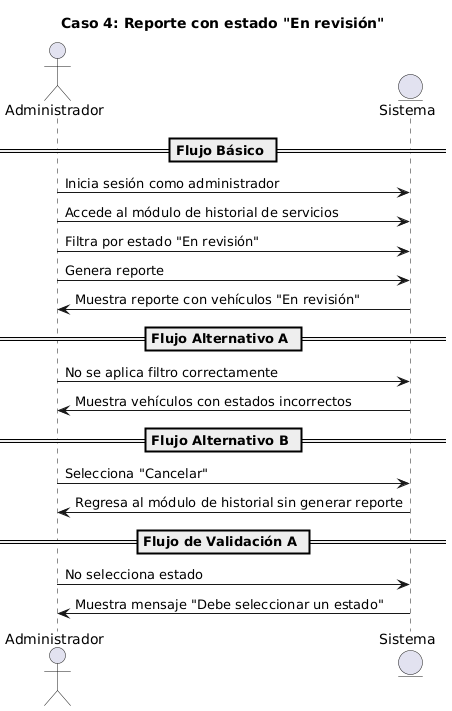 Caso 4: Reporte con estado "En revisión"
Administrador
Sistema
Flujo Básico
Inicia sesión como administrador
Accede al módulo de historial de servicios
Filtra por estado "En revisión"
Genera reporte
Muestra reporte con vehículos "En revisión"
Flujo Alternativo A
No se aplica filtro correctamente
Muestra vehículos con estados incorrectos
Flujo Alternativo B
Selecciona "Cancelar"
Regresa al módulo de historial sin generar reporte
Flujo de Validación A
No selecciona estado
Muestra mensaje "Debe seleccionar un estado"
Administrador
Sistema